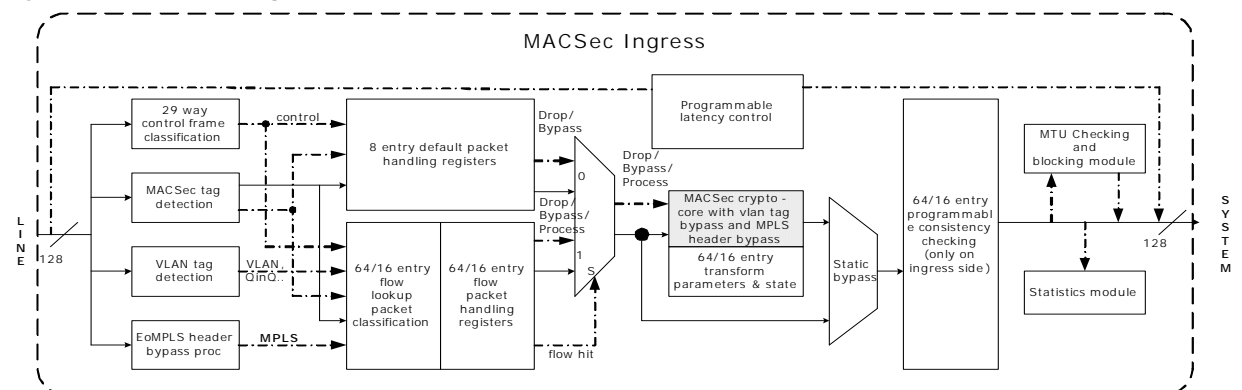 MACSec Ingress
29 way
control frame
classification
control
MACSec tag
detection
VLAN tag
detection
VLAN,
QinQ..
EoMPLS header
bypass proc
MPLS
L
I
N
E
128
8 entry default packet
handling registers
64/16 entry
flow
lookup
packet
classification
64/16 entry
flow
packet
handling
registers
Drop/
Bypass
0
Drop/
Bypass/
Process
1
S
flow hit
Drop/
Bypass/
Process
Programmable
latency control
MACSec crypto -
core with vlan tag
bypass and MPLS
header bypass
64/16 entry
transform
parameters & state
Static
bypass
64/16 entry
programmabl
e consistency
checking
(only on
ingress side)
MTU Checking
and
blocking module
Statistics module
128
S
Y
S
T
E
M